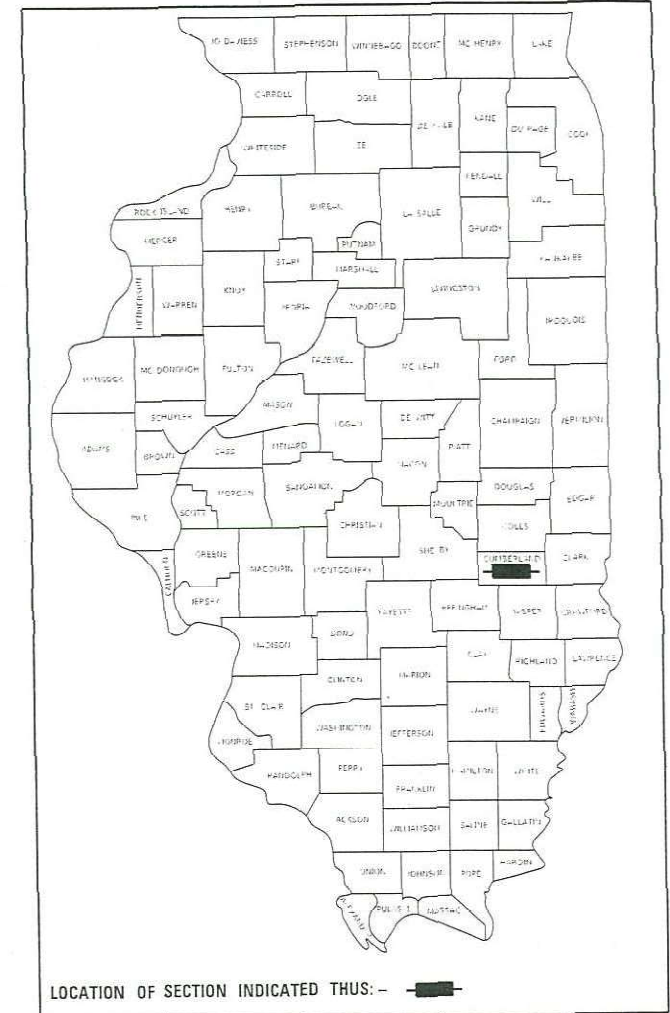 JO DAVIESS STEPHENSON WINNEBAGO BOONE MC HENRY LAKE
CARROLL OGLE
KANE
DU PAGE COOK
WHITESIDE
KENDALL
WILL
ROCK ISLAND HENRY BUREAU LA SALLE
GRUNDY
MERCER PUTNAM
STARK MARSHALL KANKAKEE
HENDERSON WARREN KNOX PEORIA WOODFORD LIVINGSTON
IROQUOIS
HANCOCK MC DONOUGH FULTON TAZEWELL MC LEAN FORD
MASON
SCHUYLER LOGAN DE WITT CHAMPAIGN VERMILION
ADAMS BROWN CASS MENARD MACON PIATT
SANGAMON DOUGLAS
MORGAN MOULTRIE EDGAR
PIKE SCOTT CHRISTIAN COLES
SHELBY
GREENE CUMBERLAND CLARK
CALHOUN MACOUPIN MONTGOMERY
JERSEY FAYETTE EFFINGHAM JASPER CRAWFORD
BOND
MADISON CLAY RICHLAND LAWRENCE
CLINTON MARION
ST CLAIR WAYNE
WASHINGTON JEFFERSON
MONROE
RANDOLPH PERRY HAMILTON WHITE
FRANKLIN
JACKSON WILLIAMSON SALINE GALLATIN
UNION JOHNSON POPE HARDIN
PULASKI MASSAC
LOCATION OF SECTION INDICATED THUS: –